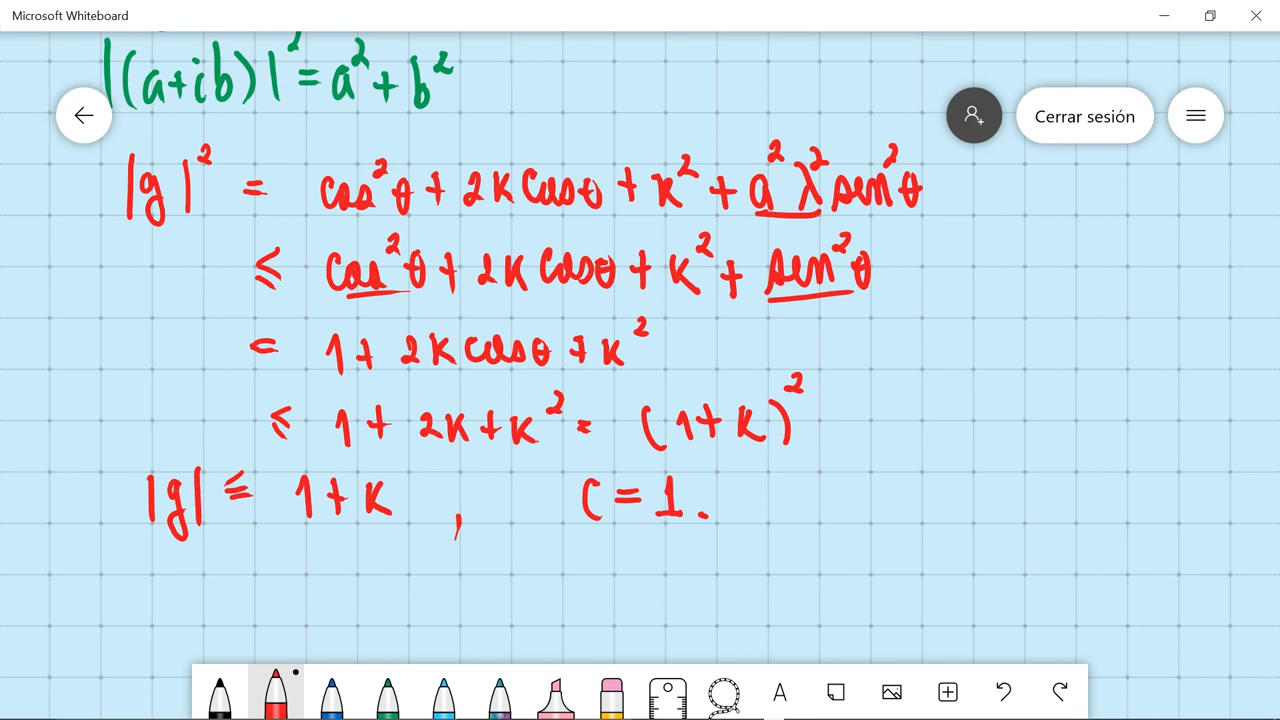 Microsoft Whiteboard
|(a+ib)|² = a² + b²
Cerrar sesión
|g|² = cos²θ + 2k cosθ + k² + a²λ² sen²θ
≤ cos²θ + 2k cosθ + k² + sen²θ
= 1 + 2k cosθ + k²
≤ 1 + 2k + k² = (1+k)²
|g| ≤ 1 + k , C = 1.
A